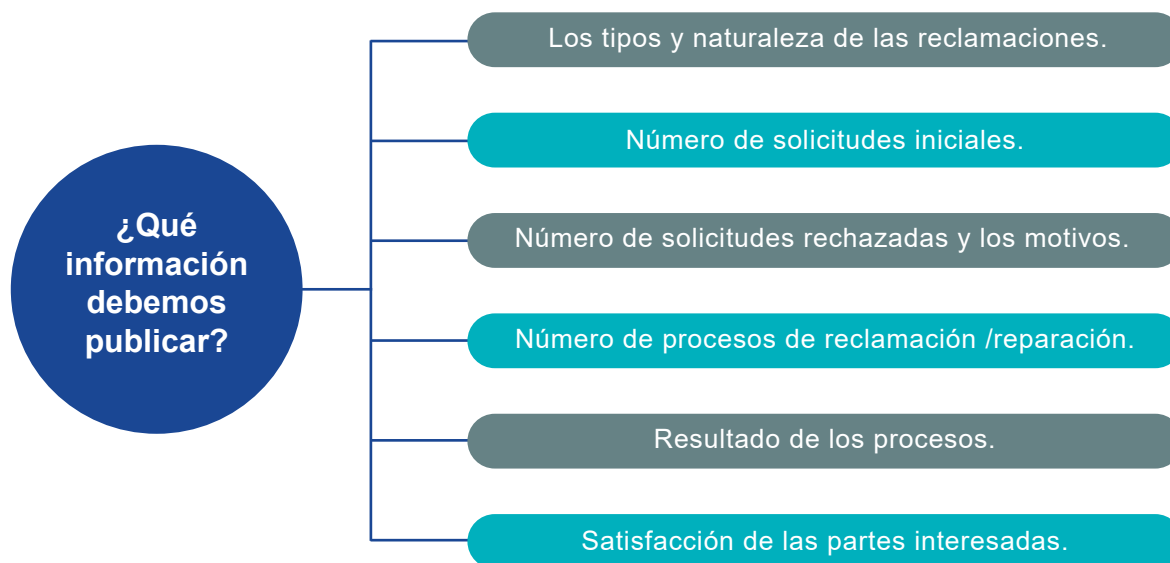 ¿Qué
información
debemos
publicar?
Los tipos y naturaleza de las reclamaciones.
Número de solicitudes iniciales.
Número de solicitudes rechazadas y los motivos.
Número de procesos de reclamación /reparación.
Resultado de los procesos.
Satisfacción de las partes interesadas.